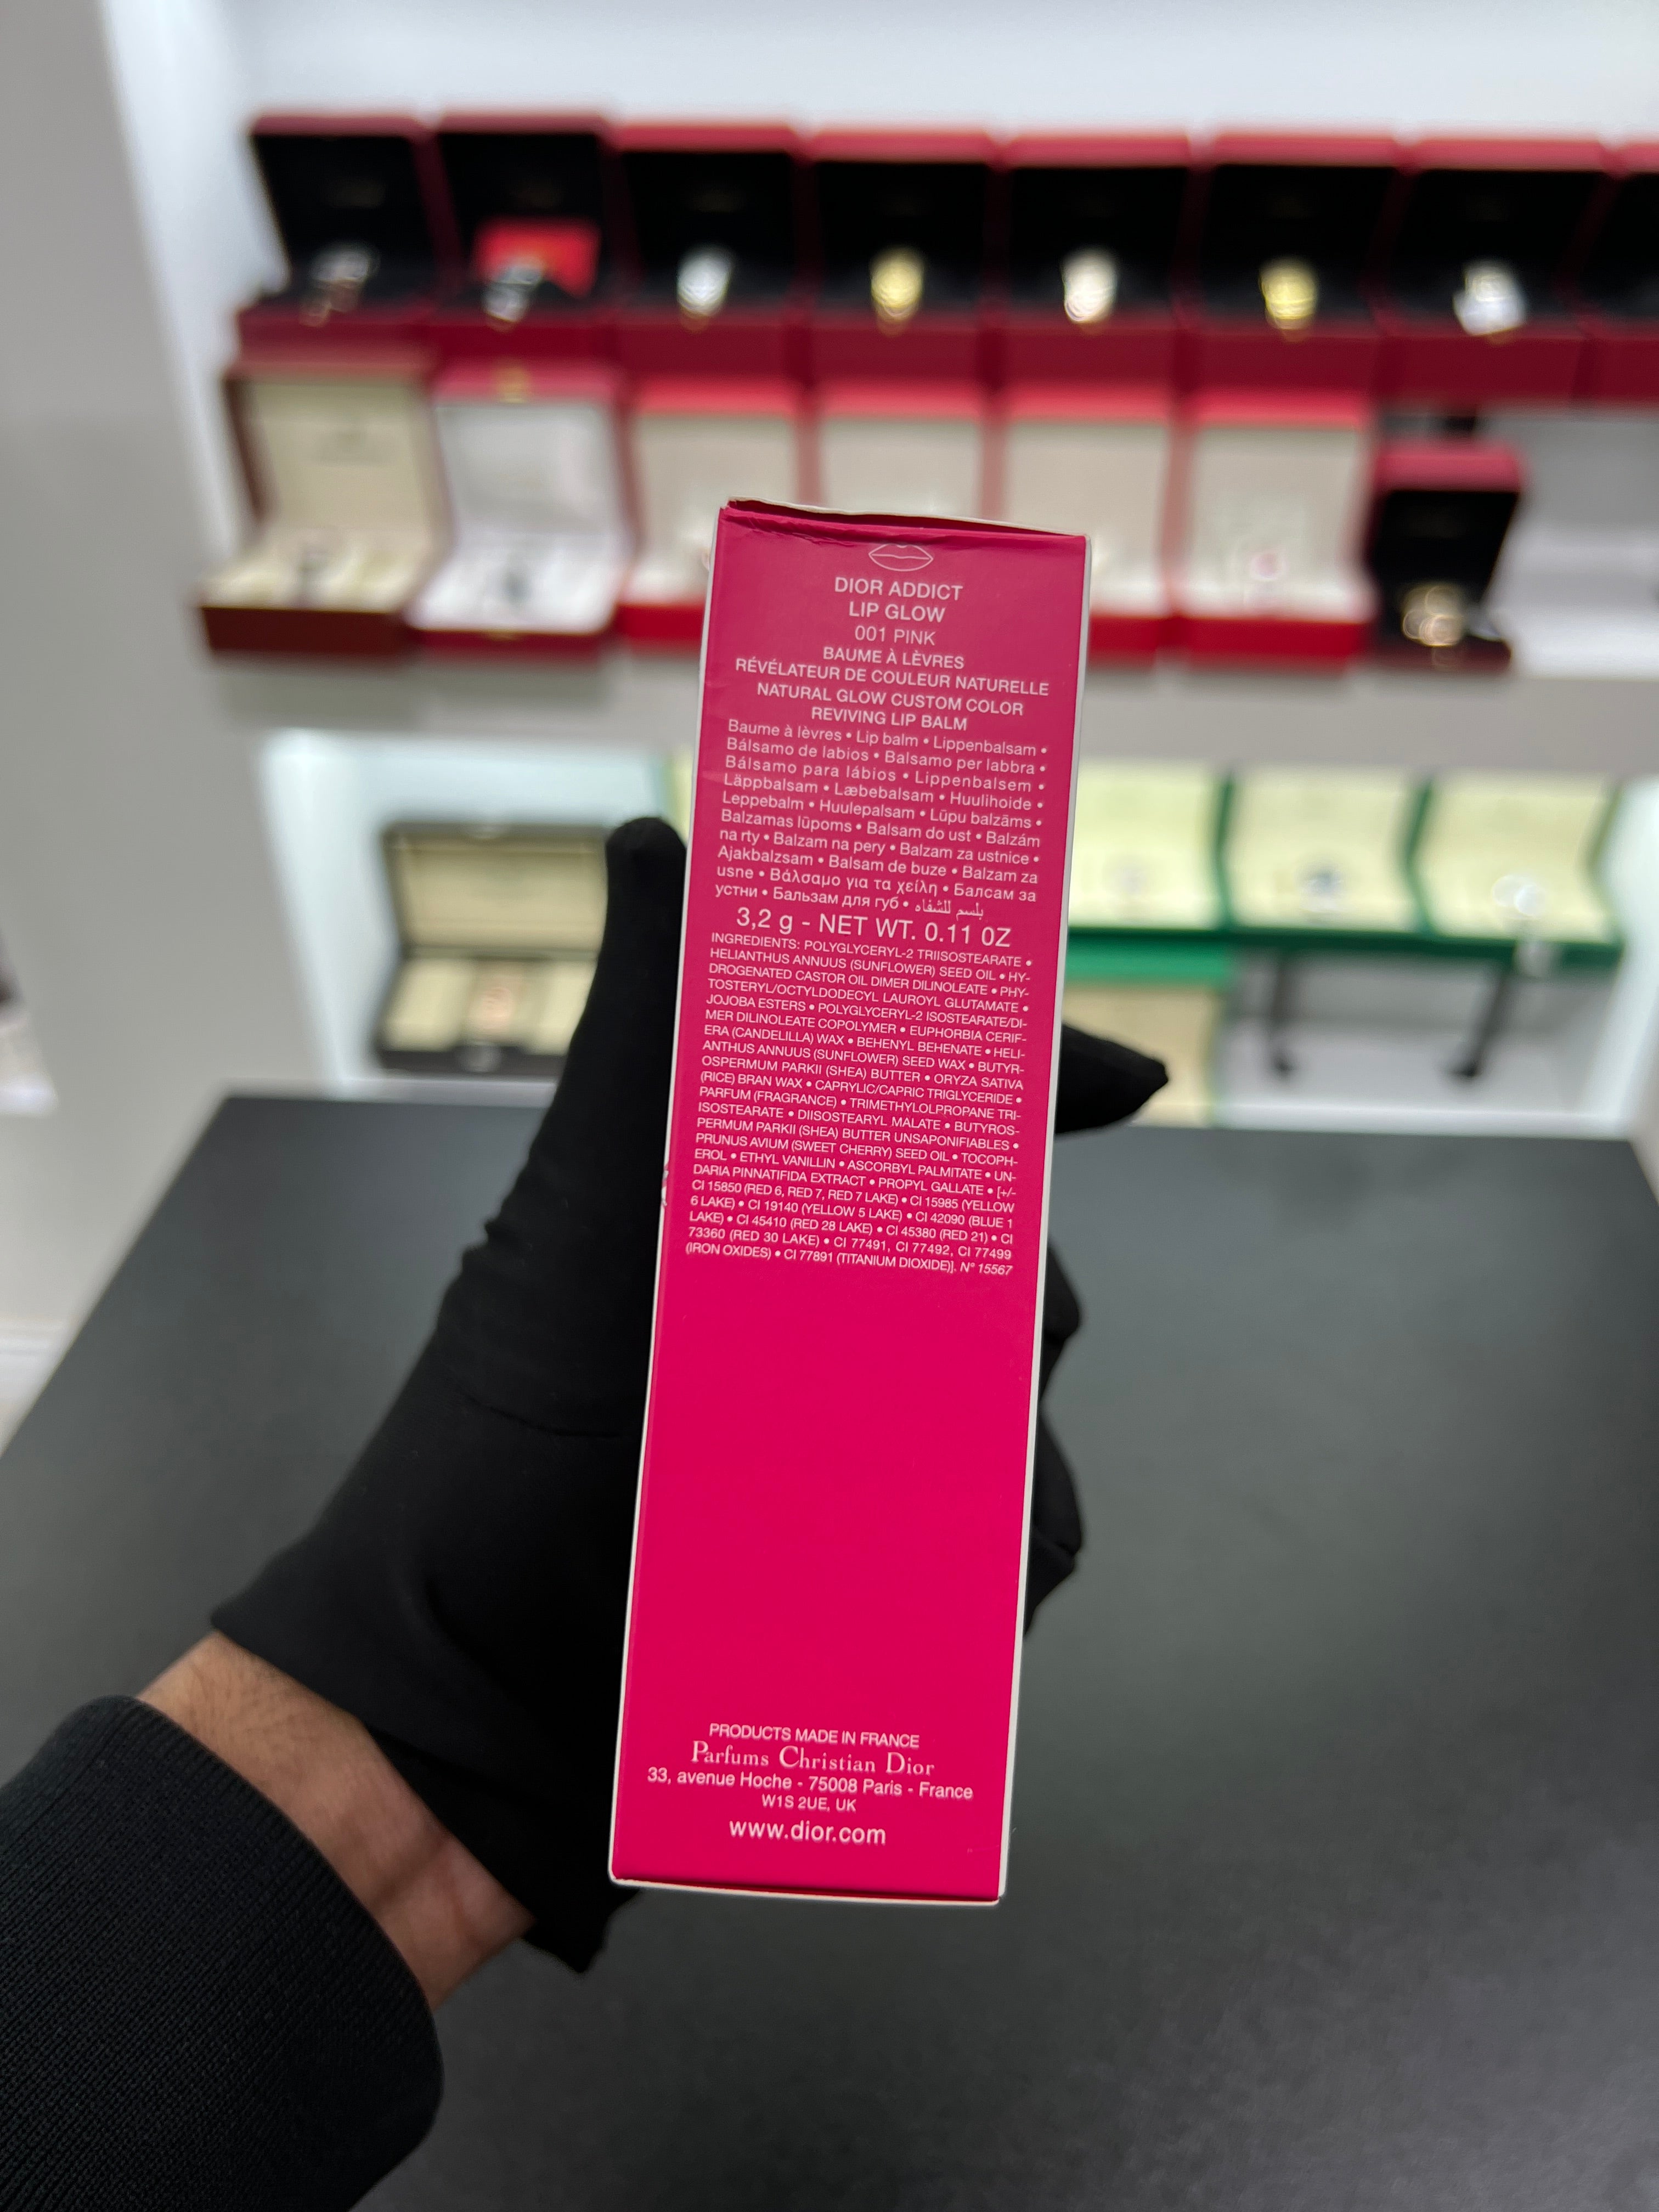 DIOR ADDICT
LIP GLOW
001 PINK
BAUME À LÈVRES
RÉVÉLATEUR DE COULEUR NATURELLE
NATURAL GLOW CUSTOM COLOR
REVIVING LIP BALM
Baume à lèvres • Lip balm • Lippenbalsam •
Bálsamo de labios • Balsamo per labbra •
Bálsamo para lábios • Lippenbalsem •
Läppbalsam • Læbebalsam • Huulihoide •
Leppebalm • Huulepalsam • Lūpu balzāms •
Balzamas lūpoms • Balsam do ust • Balzám
na rty • Balzam na pery • Balzam za ustnice •
Ajakbalzsam • Balsam de buze • Balzam za
usne • Βάλσαμο για τα χείλη • Балсам за
устни • Бальзам для губ • بلسم للشفاه
3,2 g - NET WT. 0.11 OZ
INGREDIENTS: POLYGLYCERYL-2 TRIISOSTEARATE •
HELIANTHUS ANNUUS (SUNFLOWER) SEED OIL • HY-
DROGENATED CASTOR OIL DIMER DILINOLEATE • PHY-
TOSTERYL/OCTYLDODECYL LAUROYL GLUTAMATE •
JOJOBA ESTERS • POLYGLYCERYL-2 ISOSTEARATE/DI-
MER DILINOLEATE COPOLYMER • EUPHORBIA CERIF-
ERA (CANDELILLA) WAX • BEHENYL BEHENATE • HELI-
ANTHUS ANNUUS (SUNFLOWER) SEED WAX • BUTYR-
OSPERMUM PARKII (SHEA) BUTTER • ORYZA SATIVA
(RICE) BRAN WAX • CAPRYLIC/CAPRIC TRIGLYCERIDE •
PARFUM (FRAGRANCE) • TRIMETHYLOLPROPANE TRI-
ISOSTEARATE • DIISOSTEARYL MALATE • BUTYROS-
PERMUM PARKII (SHEA) BUTTER UNSAPONIFIABLES •
PRUNUS AVIUM (SWEET CHERRY) SEED OIL • TOCOPH-
EROL • ETHYL VANILLIN • ASCORBYL PALMITATE • UN-
DARIA PINNATIFIDA EXTRACT • PROPYL GALLATE • [+/-
CI 15850 (RED 6, RED 7, RED 7 LAKE) • CI 15985 (YELLOW
6 LAKE) • CI 19140 (YELLOW 5 LAKE) • CI 42090 (BLUE 1
LAKE) • CI 45410 (RED 28 LAKE) • CI 45380 (RED 21) • CI
73360 (RED 30 LAKE) • CI 77491, CI 77492, CI 77499
(IRON OXIDES) • CI 77891 (TITANIUM DIOXIDE)]. N° 15567
PRODUCTS MADE IN FRANCE
Parfums Christian Dior
33, avenue Hoche - 75008 Paris - France
W1S 2UE, UK
www.dior.com